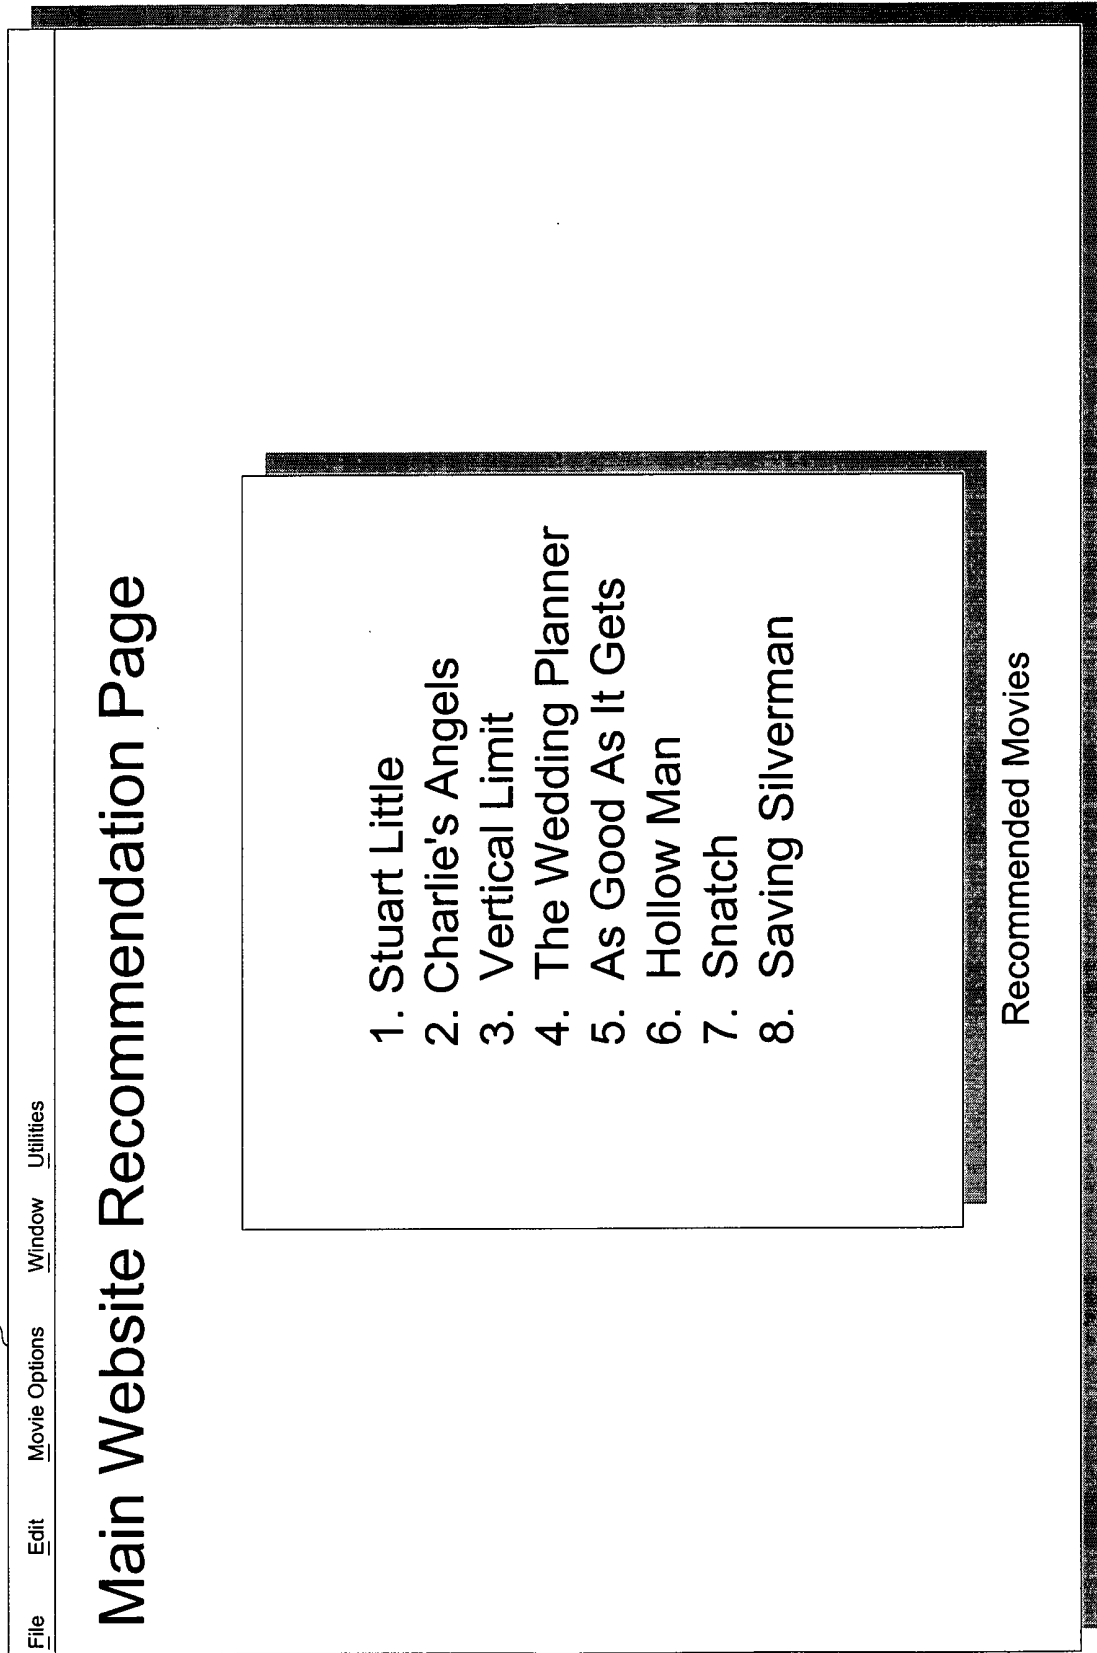 File Edit Movie Options Window Utilities
Main Website Recommendation Page
1. Stuart Little
2. Charlie's Angels
3. Vertical Limit
4. The Wedding Planner
5. As Good As It Gets
6. Hollow Man
7. Snatch
8. Saving Silverman
Recommended Movies